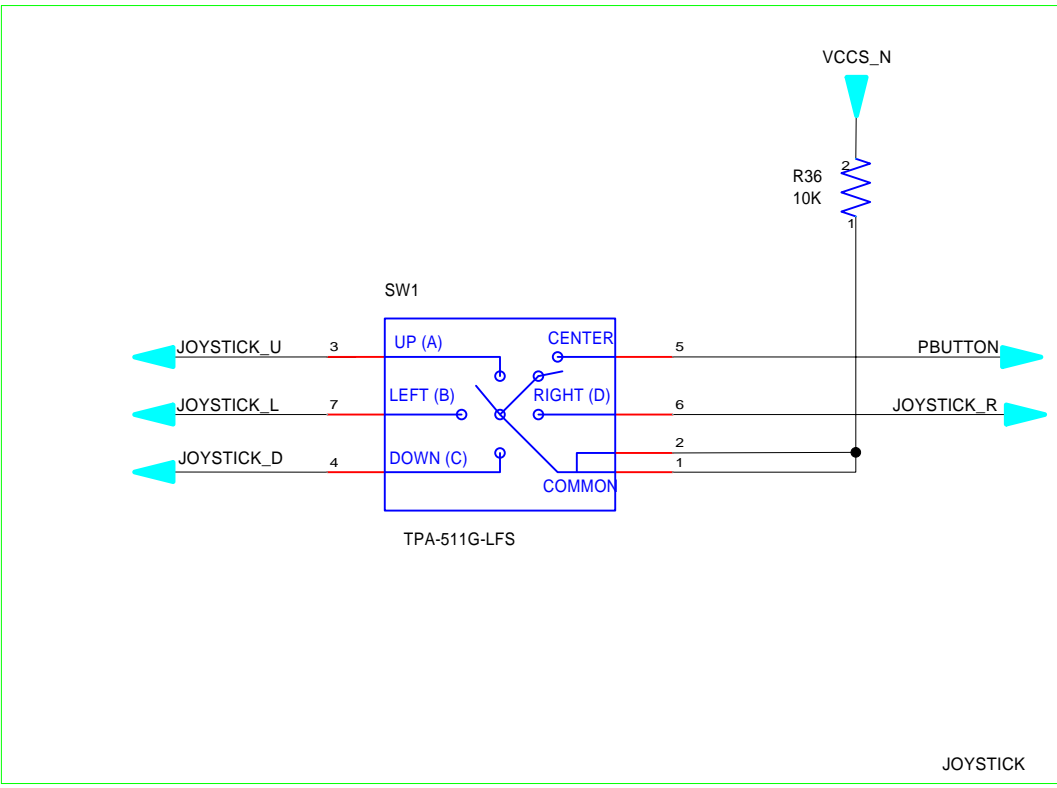 VCCS_N
2
R36
10K
1
SW1
JOYSTICK_U
3
UP (A)
CENTER
5
PBUTTON
JOYSTICK_L
7
LEFT (B)
RIGHT (D)
6
JOYSTICK_R
2
JOYSTICK_D
4
DOWN (C)
1
COMMON
TPA-511G-LFS
JOYSTICK